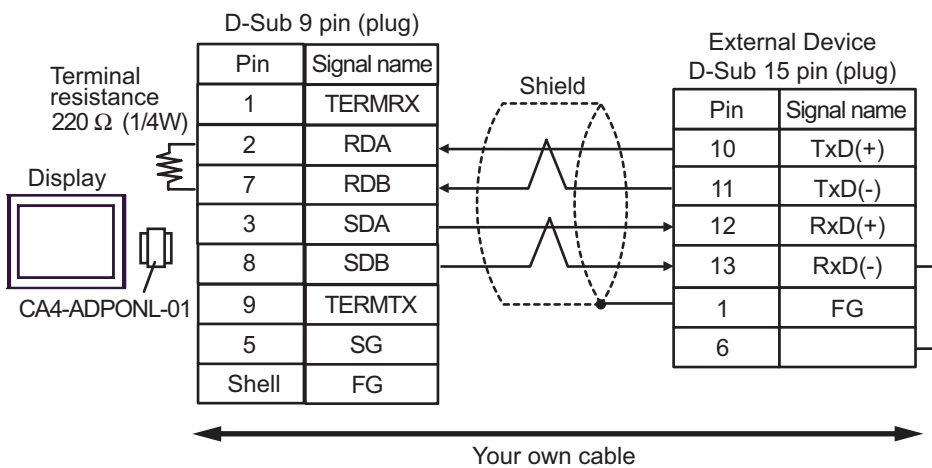 D-Sub 9 pin (plug)
Pin Signal name
1 TERMRX
2 RDA
7 RDB
3 SDA
8 SDB
9 TERMTX
5 SG
Shell FG
Terminal
resistance
220 Ω (1/4W)
Display
CA4-ADPONL-01
Shield
External Device
D-Sub 15 pin (plug)
Pin Signal name
10 TxD(+)
11 TxD(-)
12 RxD(+)
13 RxD(-)
1 FG
6
Your own cable